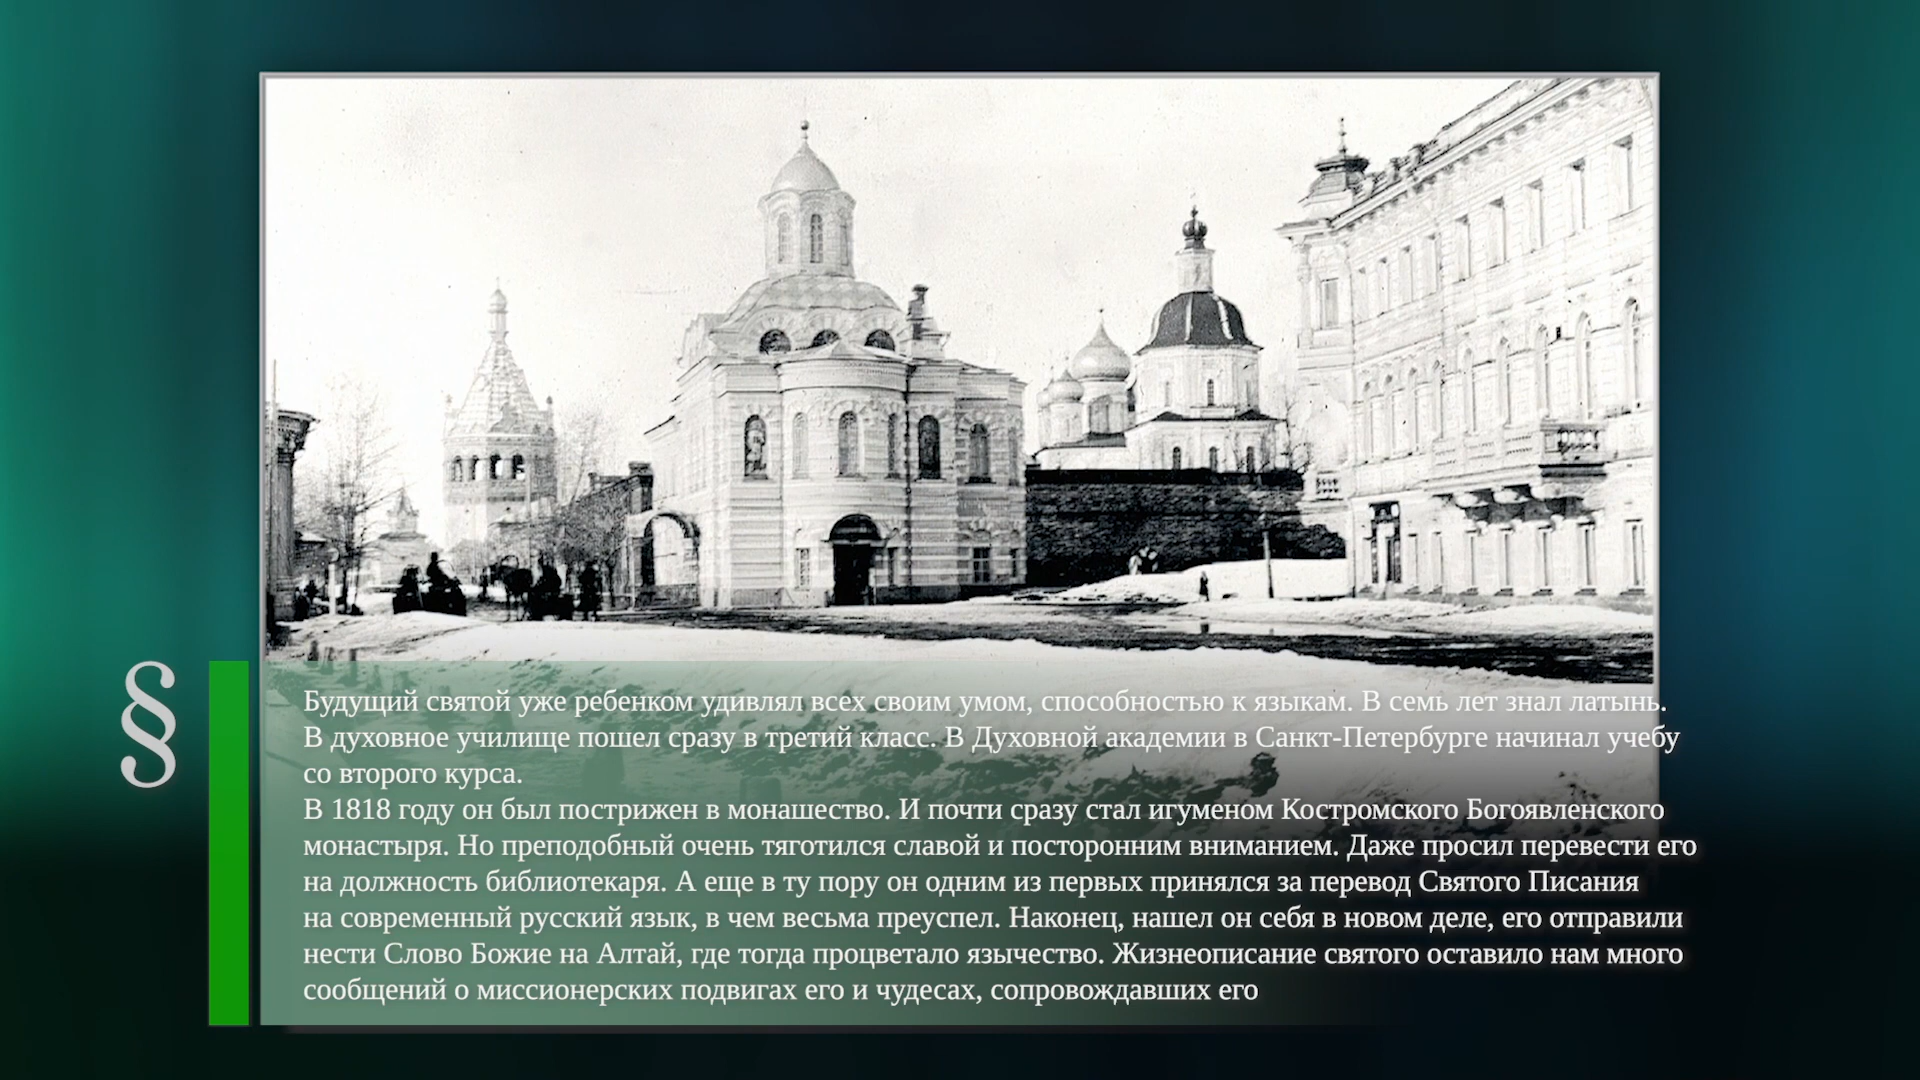 §
Будущий святой уже ребенком удивлял всех своим умом, способностью к языкам. В семь лет знал латынь.
В духовное училище пошел сразу в третий класс. В Духовной академии в Санкт-Петербурге начинал учебу
со второго курса.
В 1818 году он был пострижен в монашество. И почти сразу стал игуменом Костромского Богоявленского
монастыря. Но преподобный очень тяготился славой и посторонним вниманием. Даже просил перевести его
на должность библиотекаря. А еще в ту пору он одним из первых принялся за перевод Святого Писания
на современный русский язык, в чем весьма преуспел. Наконец, нашел он себя в новом деле, его отправили
нести Слово Божие на Алтай, где тогда процветало язычество. Жизнеописание святого оставило нам много
сообщений о миссионерских подвигах его и чудесах, сопровождавших его